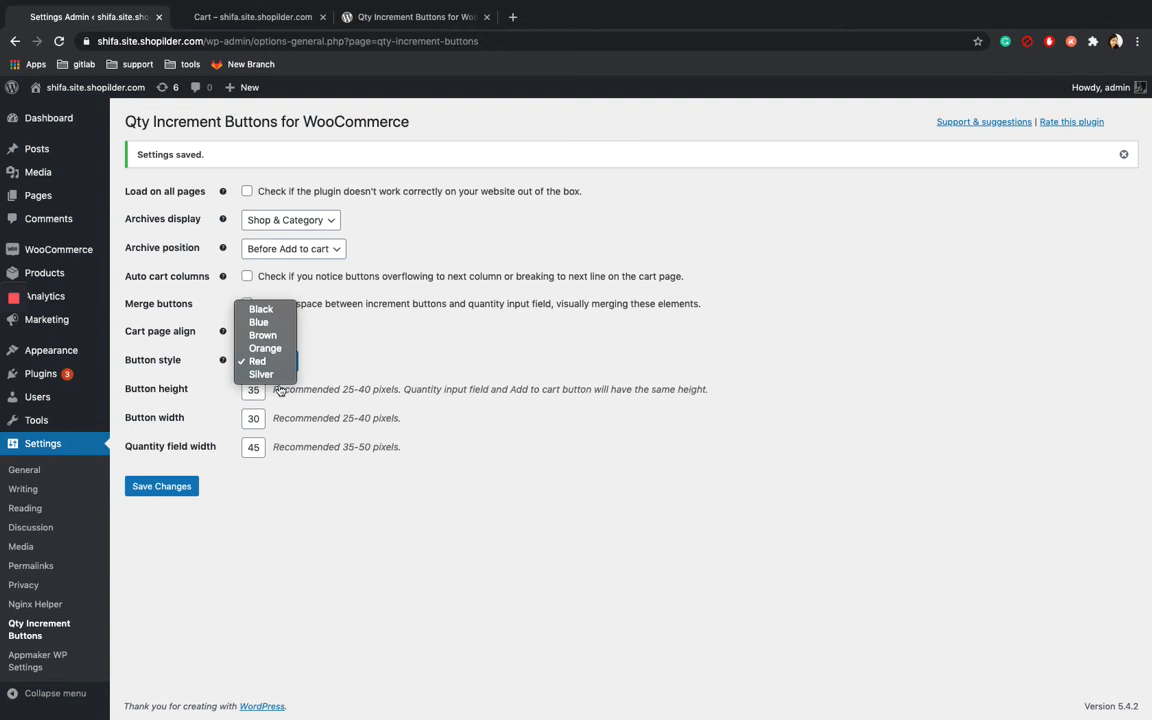 Settings Admin ‹ shifa.site.shop
Cart – shifa.site.shopilder.com
Qty Increment Buttons for Woo
shifa.site.shopilder.com/wp-admin/options-general.php?page=qty-increment-buttons
Apps gitlab support tools New Branch
shifa.site.shopilder.com 6 0 New Howdy, admin
Dashboard
Posts
Media
Pages
Comments
WooCommerce
Products
Analytics
Marketing
Appearance
Plugins 3
Users
Tools
Settings
General
Writing
Reading
Discussion
Media
Permalinks
Privacy
Nginx Helper
Qty Increment
Buttons
Appmaker WP
Settings
Collapse menu
Qty Increment Buttons for WooCommerce
Support & suggestions | Rate this plugin
Settings saved.
Load on all pages Check if the plugin doesn't work correctly on your website out of the box.
Archives display Shop & Category
Archive position Before Add to cart
Auto cart columns Check if you notice buttons overflowing to next column or breaking to next line on the cart page.
Merge buttons space between increment buttons and quantity input field, visually merging these elements.
Cart page align
Button style
Black
Blue
Brown
Orange
✓ Red
Silver
Button height 35 Recommended 25-40 pixels. Quantity input field and Add to cart button will have the same height.
Button width 30 Recommended 25-40 pixels.
Quantity field width 45 Recommended 35-50 pixels.
Save Changes
Thank you for creating with WordPress. Version 5.4.2